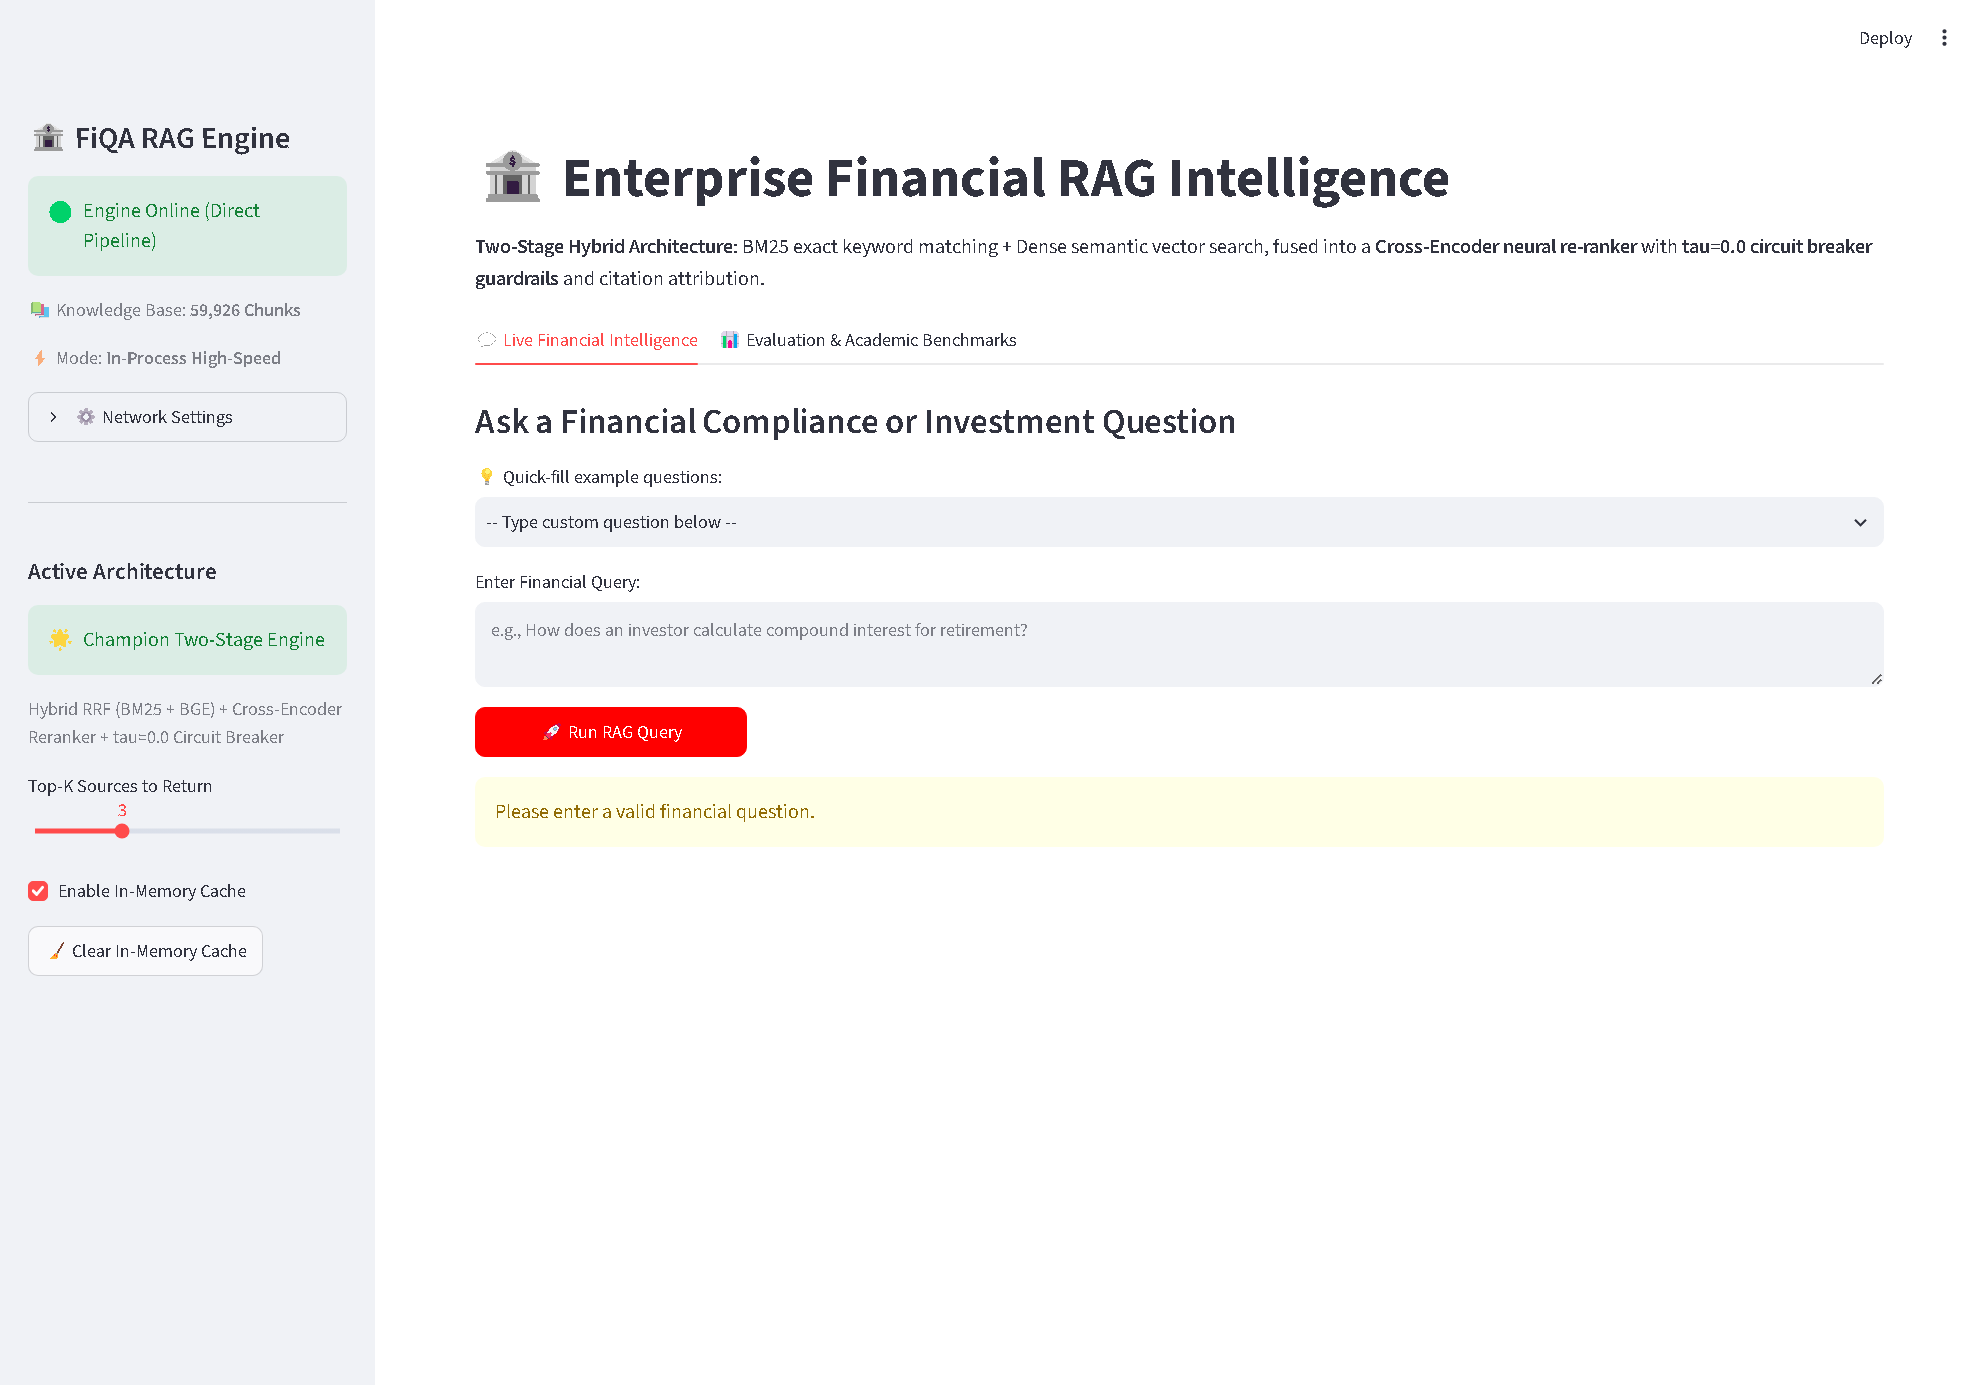 Deploy
FiQA RAG Engine
Engine Online (Direct
Pipeline)
Knowledge Base: 59,926 Chunks
Mode: In-Process High-Speed
Network Settings
Active Architecture
Champion Two-Stage Engine
Hybrid RRF (BM25 + BGE) + Cross-Encoder
Reranker + tau=0.0 Circuit Breaker
Top-K Sources to Return
3
Enable In-Memory Cache
Clear In-Memory Cache
Enterprise Financial RAG Intelligence
Two-Stage Hybrid Architecture: BM25 exact keyword matching + Dense semantic vector search, fused into a Cross-Encoder neural re-ranker with tau=0.0 circuit breaker
guardrails and citation attribution.
Live Financial Intelligence
Evaluation & Academic Benchmarks
Ask a Financial Compliance or Investment Question
Quick-fill example questions:
-- Type custom question below --
Enter Financial Query:
e.g., How does an investor calculate compound interest for retirement?
Run RAG Query
Please enter a valid financial question.